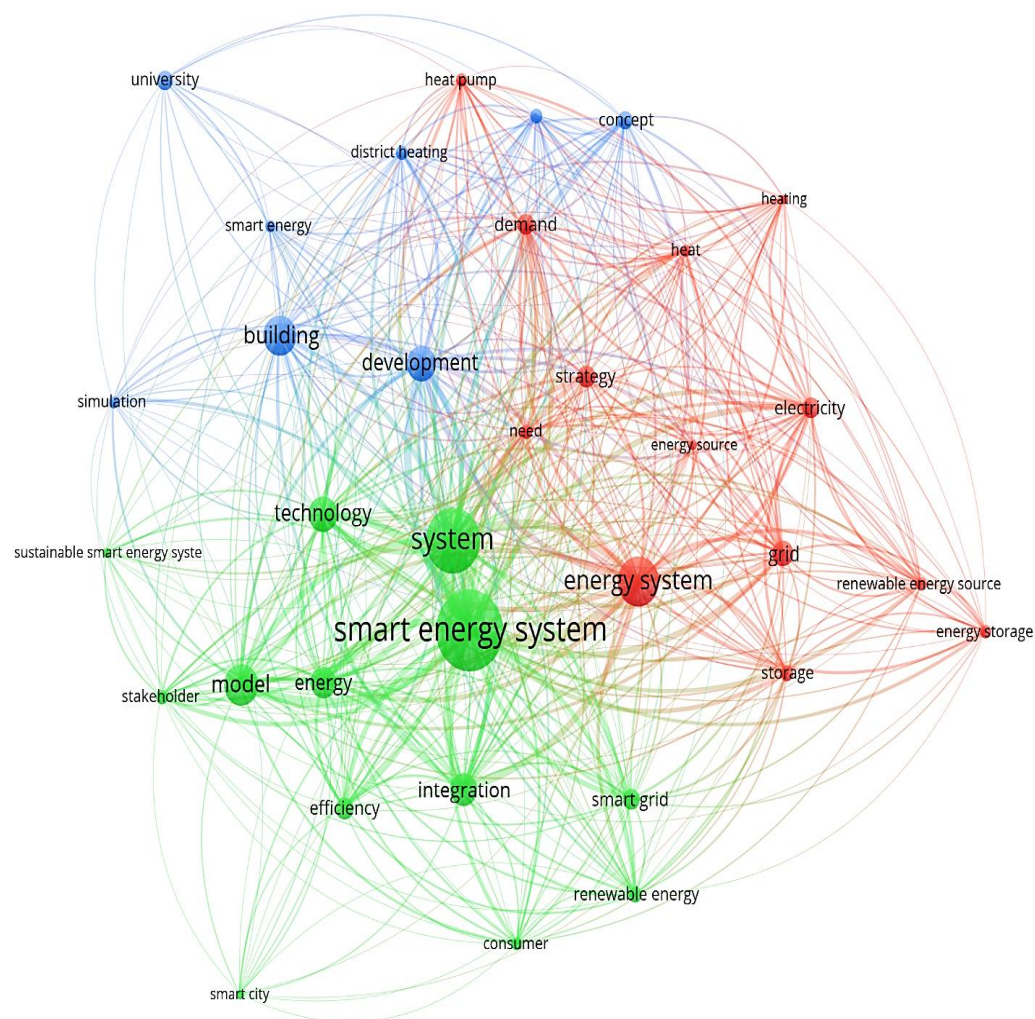 university
heat pump
concept
district heating
heating
smart energy
demand
heat
building
development
strategy
simulation
electricity
need
energy source
technology
system
sustainable smart energy syste
grid
energy system
renewable energy source
smart energy system
energy storage
storage
model
energy
stakeholder
integration
smart grid
efficiency
renewable energy
consumer
smart city